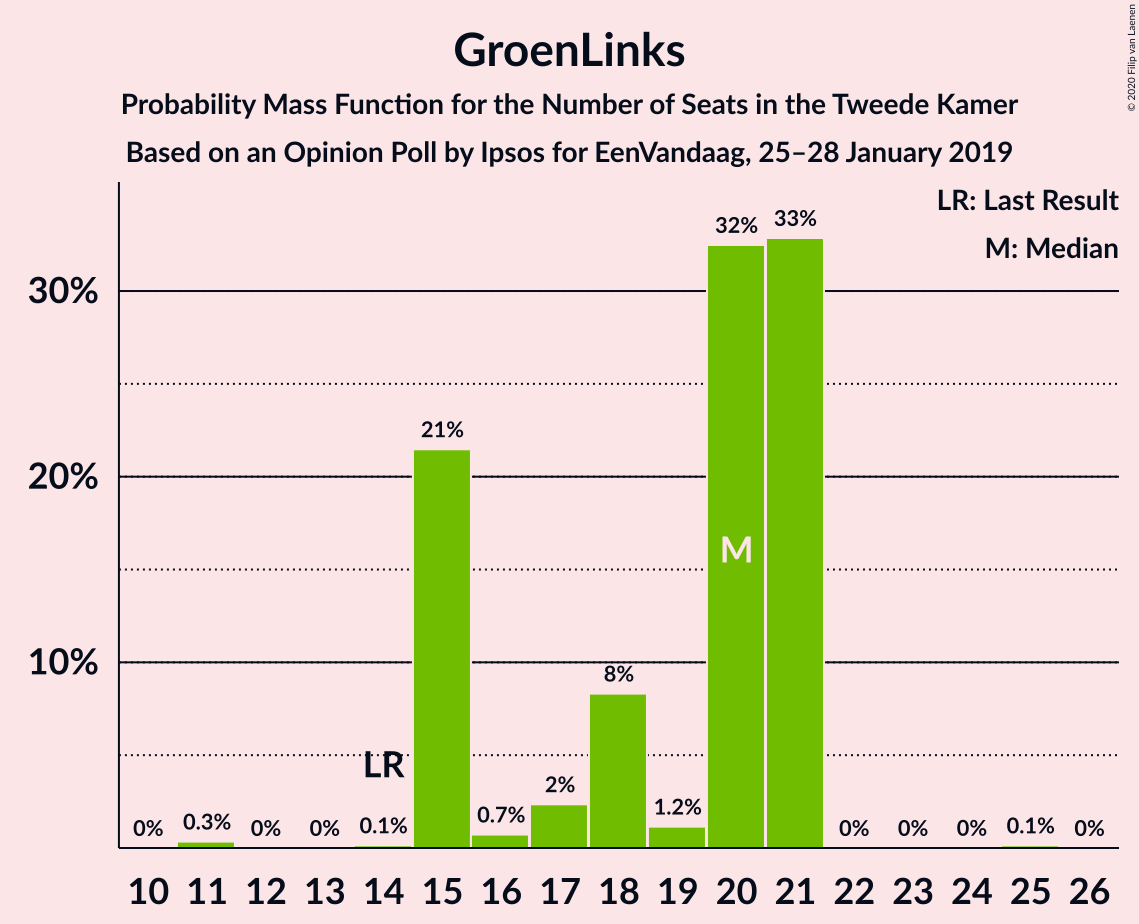 GroenLinks
Probability Mass Function for the Number of Seats in the Tweede Kamer
Based on an Opinion Poll by Ipsos for EenVandaag, 25–28 January 2019
© 2020 Filip van Laenen
LR: Last Result
M: Median
30%
20%
10%
0%
0.3%
0%
0%
0.1%
21%
0.7%
2%
8%
1.2%
32%
33%
0%
0%
0%
0.1%
0%
LR
M
10 11 12 13 14 15 16 17 18 19 20 21 22 23 24 25 26